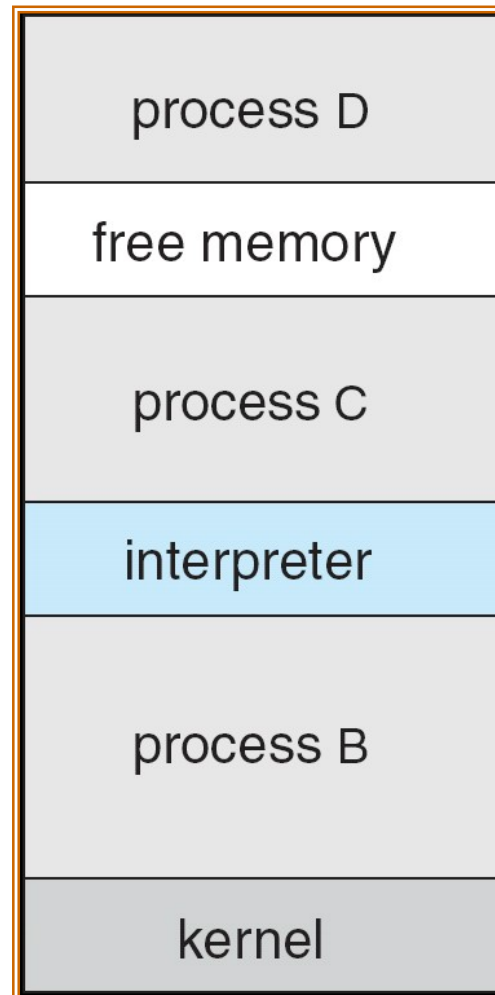 process D
free memory
process C
interpreter
process B
kernel